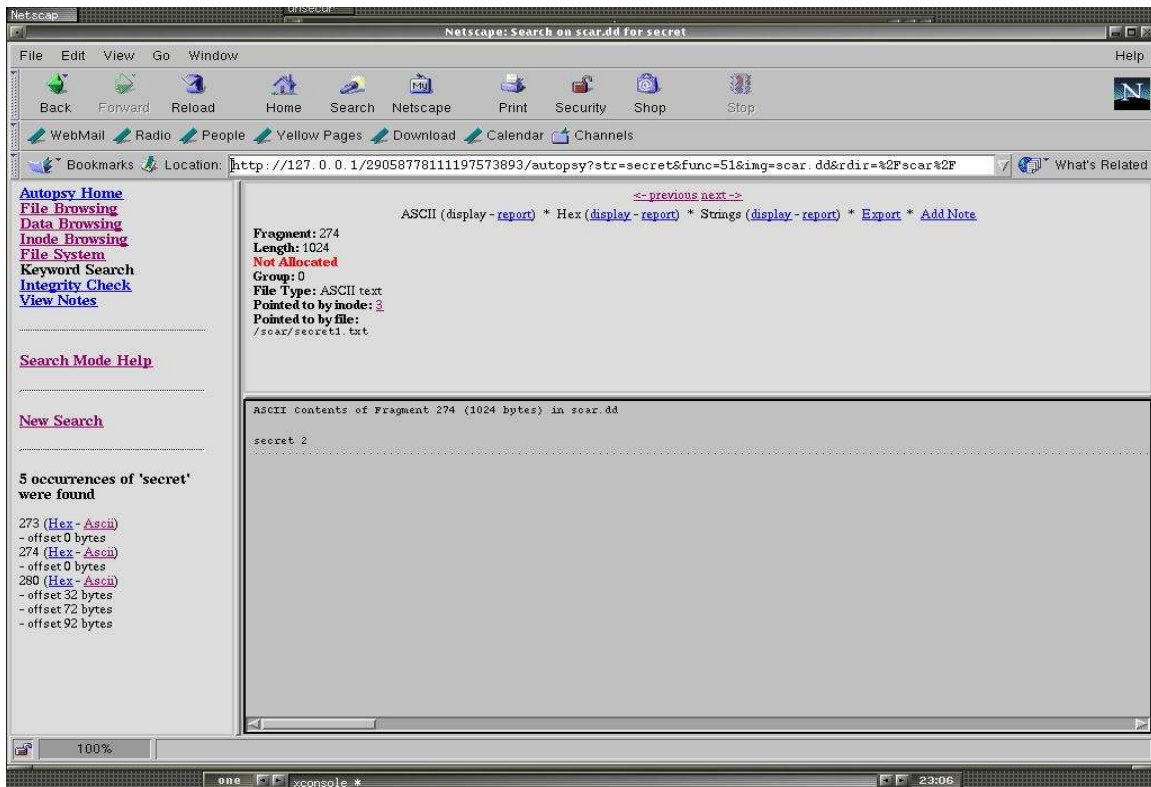 Netscap
unsecur
Netscape: Search on scar.dd for secret
File Edit View Go Window Help
Back Forward Reload Home Search Netscape Print Security Shop Stop
My
N
WebMail Radio People Yellow Pages Download Calendar Channels
Bookmarks Location: http://127.0.0.1/29058778111197573893/autopsy?str=secret&func=51&img=scar.dd&rdir=%2Fscar%2F What's Related
Autopsy Home
File Browsing
Data Browsing
Inode Browsing
File System
Keyword Search
Integrity Check
View Notes
Search Mode Help
New Search
5 occurrences of 'secret'
were found
273 (Hex - Ascii)
- offset 0 bytes
274 (Hex - Ascii)
- offset 0 bytes
280 (Hex - Ascii)
- offset 32 bytes
- offset 72 bytes
- offset 92 bytes
<- previous next ->
ASCII (display - report) * Hex (display - report) * Strings (display - report) * Export * Add Note
Fragment: 274
Length: 1024
Not Allocated
Group: 0
File Type: ASCII text
Pointed to by inode: 3
Pointed to by file:
/scar/secret1.txt
ASCII Contents of Fragment 274 (1024 bytes) in scar.dd
secret 2
100%
one xconsole * 23:06